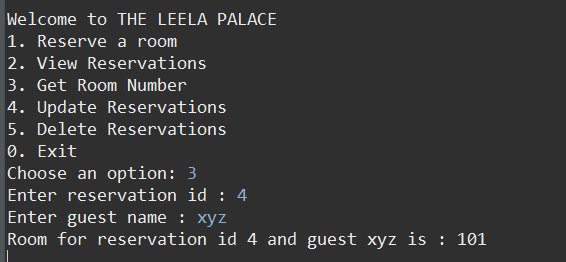 Welcome to THE LEELA PALACE
1. Reserve a room
2. View Reservations
3. Get Room Number
4. Update Reservations
5. Delete Reservations
0. Exit
Choose an option: 3
Enter reservation id : 4
Enter guest name : xyz
Room for reservation id 4 and guest xyz is : 101